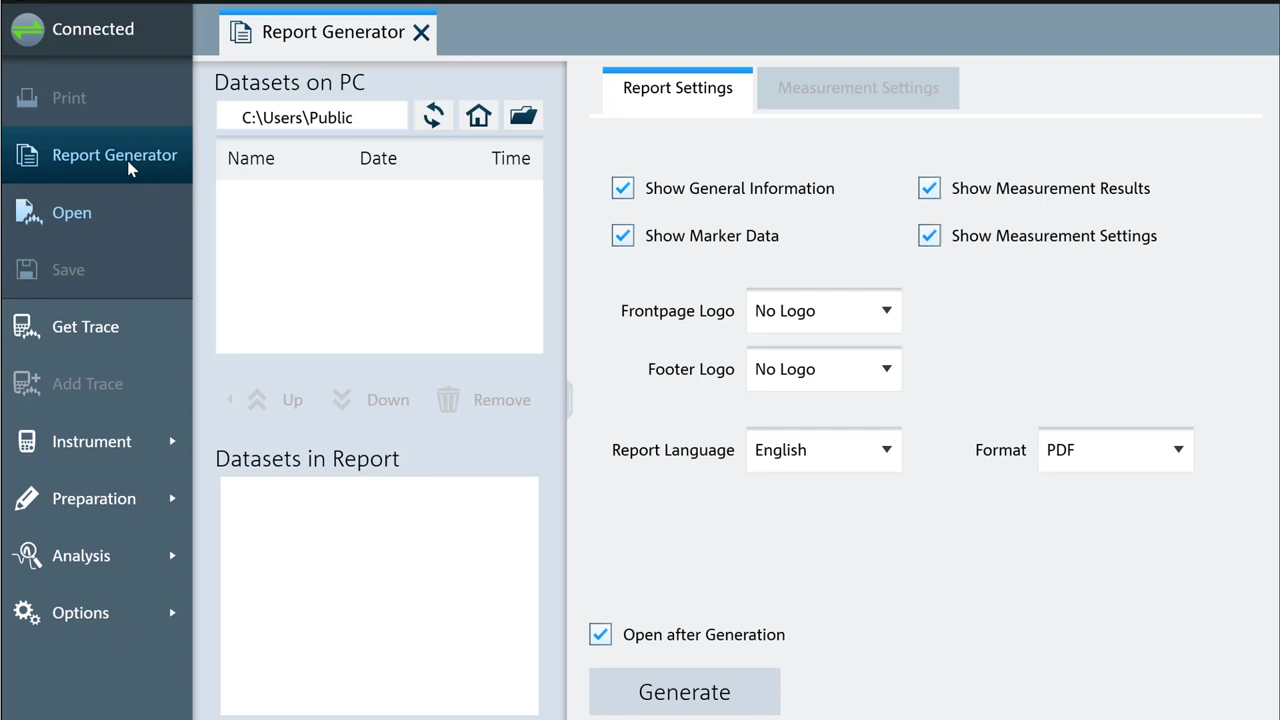 Connected
Print
Report Generator
Open
Save
Get Trace
Add Trace
Instrument
Preparation
Analysis
Options
Report Generator
Datasets on PC
C:\Users\Public
Name Date Time
Up Down Remove
Datasets in Report
Report Settings Measurement Settings
Show General Information Show Measurement Results
Show Marker Data Show Measurement Settings
Frontpage Logo No Logo
Footer Logo No Logo
Report Language English Format PDF
Open after Generation
Generate